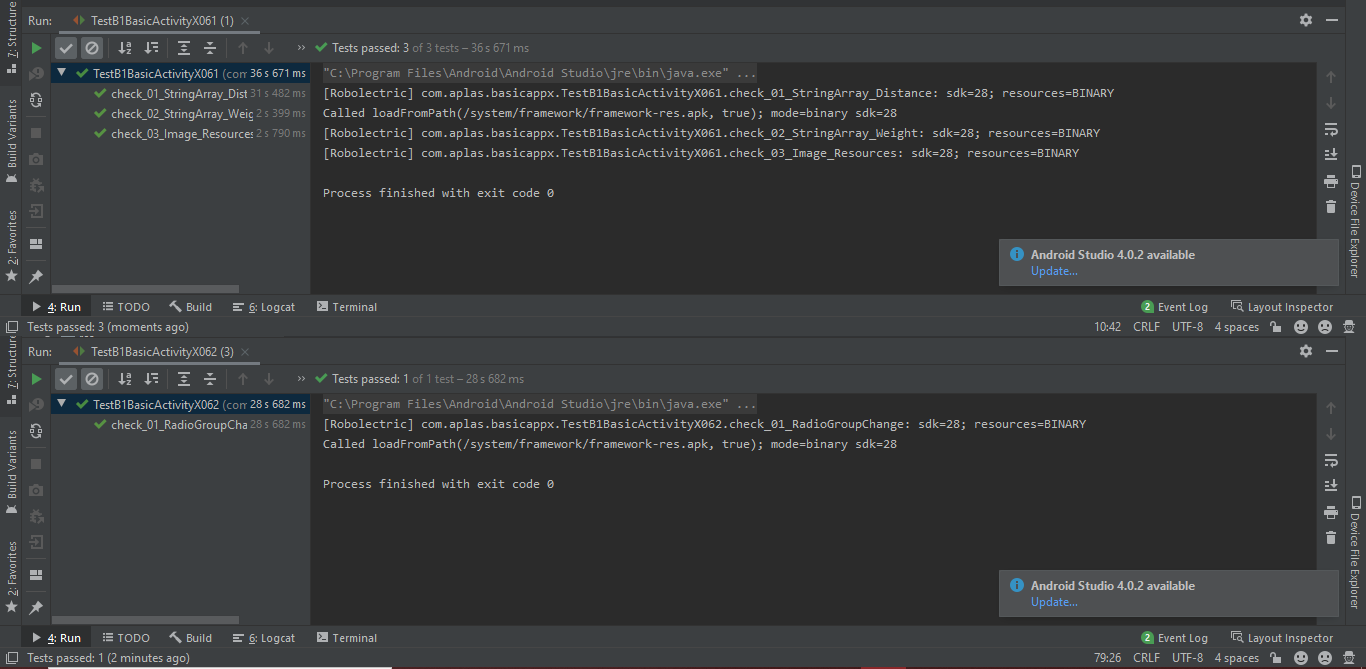 7: Structure
Build Variants
2: Favorites
Run: TestB1BasicActivityX061 (1)
Tests passed: 3 of 3 tests – 36 s 671 ms
TestB1BasicActivityX061 (com 36 s 671 ms
check_01_StringArray_Dist 31 s 482 ms
check_02_StringArray_Weig 2 s 399 ms
check_03_Image_Resources 2 s 790 ms
"C:\Program Files\Android\Android Studio\jre\bin\java.exe" ...
[Robolectric] com.aplas.basicappx.TestB1BasicActivityX061.check_01_StringArray_Distance: sdk=28; resources=BINARY
Called loadFromPath(/system/framework/framework-res.apk, true); mode=binary sdk=28
[Robolectric] com.aplas.basicappx.TestB1BasicActivityX061.check_02_StringArray_Weight: sdk=28; resources=BINARY
[Robolectric] com.aplas.basicappx.TestB1BasicActivityX061.check_03_Image_Resources: sdk=28; resources=BINARY
Process finished with exit code 0
Device File Explorer
Android Studio 4.0.2 available
Update...
4: Run TODO Build 6: Logcat Terminal 2 Event Log Layout Inspector
Tests passed: 3 (moments ago) 10:42 CRLF UTF-8 4 spaces
7: Structure
Build Variants
2: Favorites
Run: TestB1BasicActivityX062 (3)
Tests passed: 1 of 1 test – 28 s 682 ms
TestB1BasicActivityX062 (com 28 s 682 ms
check_01_RadioGroupCha 28 s 682 ms
"C:\Program Files\Android\Android Studio\jre\bin\java.exe" ...
[Robolectric] com.aplas.basicappx.TestB1BasicActivityX062.check_01_RadioGroupChange: sdk=28; resources=BINARY
Called loadFromPath(/system/framework/framework-res.apk, true); mode=binary sdk=28
Process finished with exit code 0
Device File Explorer
Android Studio 4.0.2 available
Update...
4: Run TODO Build 6: Logcat Terminal 2 Event Log Layout Inspector
Tests passed: 1 (2 minutes ago) 79:26 CRLF UTF-8 4 spaces